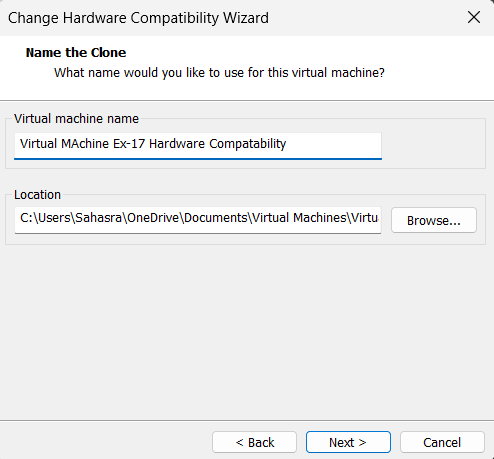 Change Hardware Compatibility Wizard
Name the Clone
What name would you like to use for this virtual machine?
Virtual machine name
Virtual MAchine Ex-17 Hardware Compatability
Location
C:\Users\Sahasra\OneDrive\Documents\Virtual Machines\Virtua
Browse...
< Back
Next >
Cancel